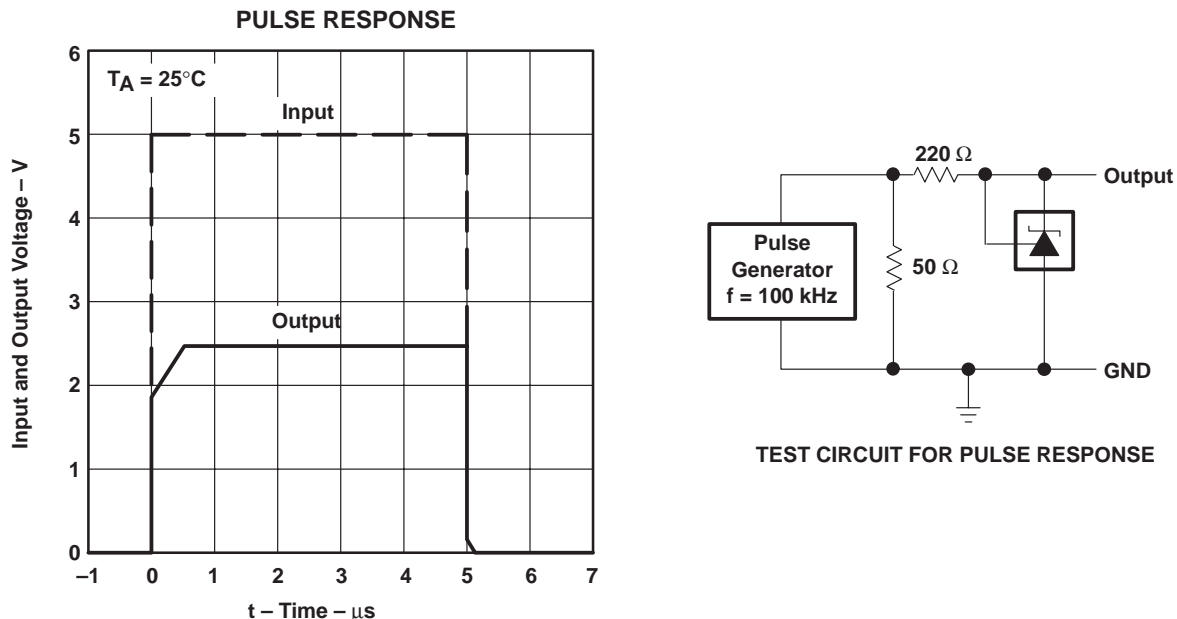 PULSE RESPONSE
6
5
4
3
2
1
0
Input and Output Voltage – V
TA = 25°C
Input
Output
–1 0 1 2 3 4 5 6 7
t – Time – μs
220 Ω
Output
Pulse
Generator
f = 100 kHz
50 Ω
GND
TEST CIRCUIT FOR PULSE RESPONSE